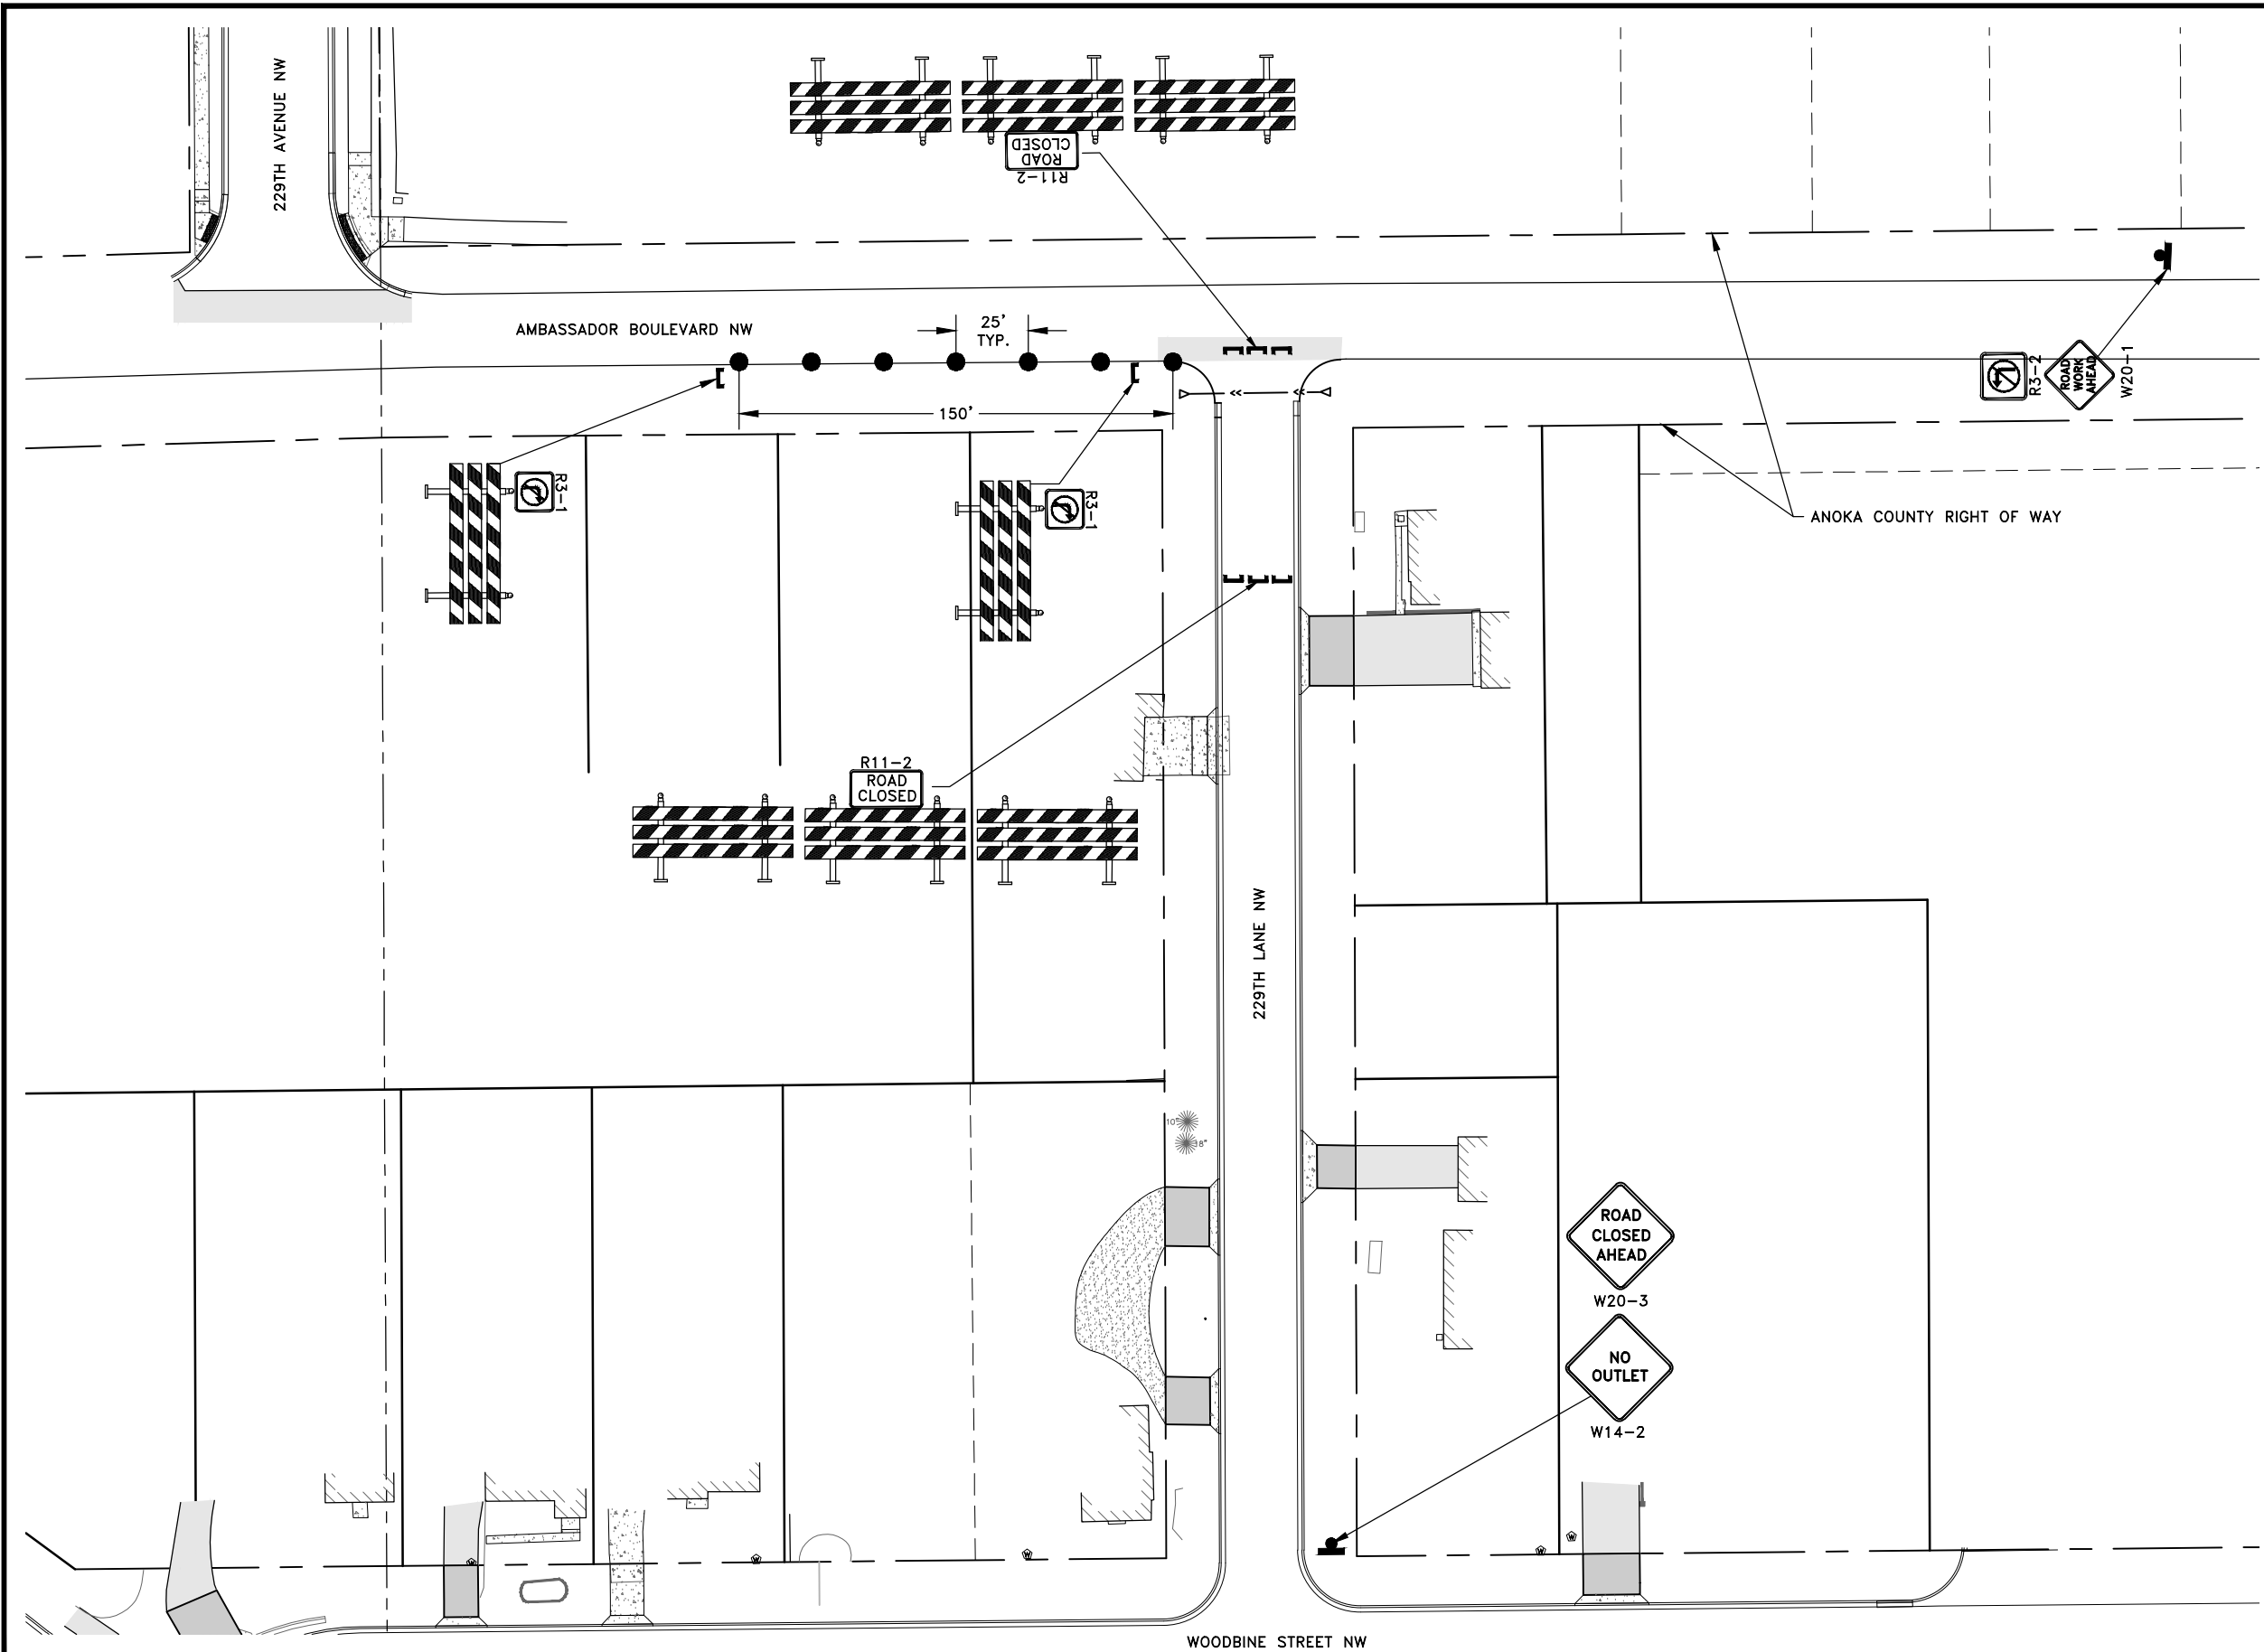 229TH AVENUE NW
ROAD
CLOSED
R11-2
AMBASSADOR BOULEVARD NW
25'
TYP.
150'
R3-2
ROAD
WORK
AHEAD
W20-1
R3-1
R3-1
ANOKA COUNTY RIGHT OF WAY
R11-2
ROAD
CLOSED
229TH LANE NW
10"
8"
ROAD
CLOSED
AHEAD
W20-3
NO
OUTLET
W14-2
W
W
W
W
W
WOODBINE STREET NW